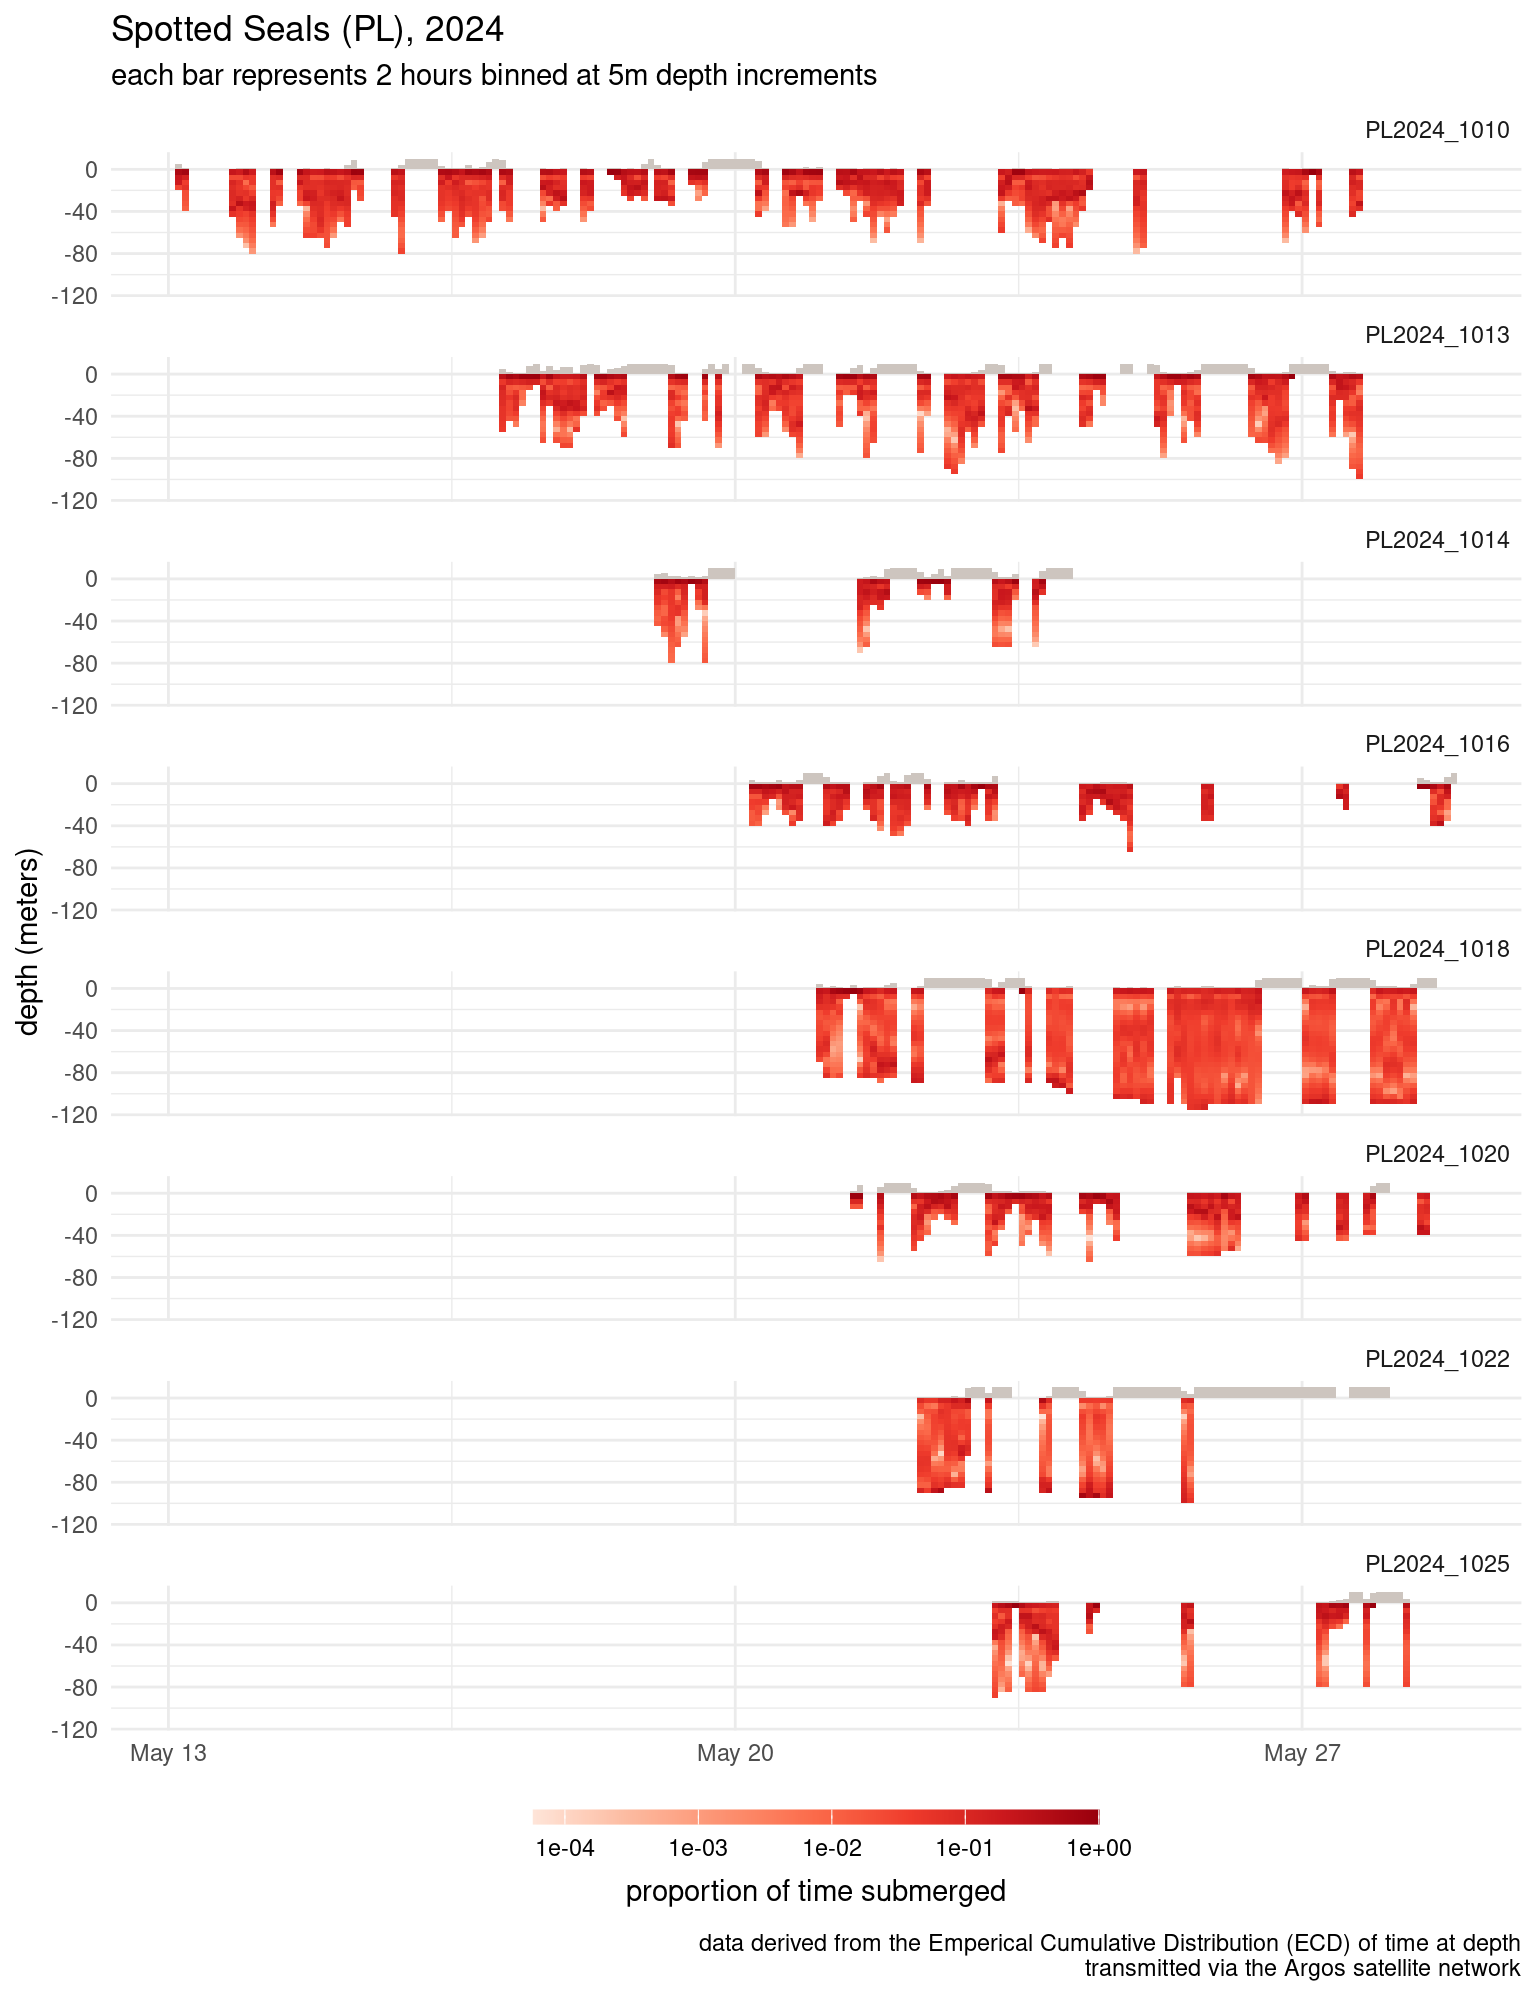 Spotted Seals (PL), 2024
each bar represents 2 hours binned at 5m depth increments
PL2024_1010
0
-40
-80
-120
PL2024_1013
0
-40
-80
-120
PL2024_1014
0
-40
-80
-120
PL2024_1016
0
-40
-80
-120
depth (meters)
PL2024_1018
0
-40
-80
-120
PL2024_1020
0
-40
-80
-120
PL2024_1022
0
-40
-80
-120
PL2024_1025
0
-40
-80
-120
May 13 May 20 May 27
1e-04 1e-03 1e-02 1e-01 1e+00
proportion of time submerged
data derived from the Emperical Cumulative Distribution (ECD) of time at depth
transmitted via the Argos satellite network